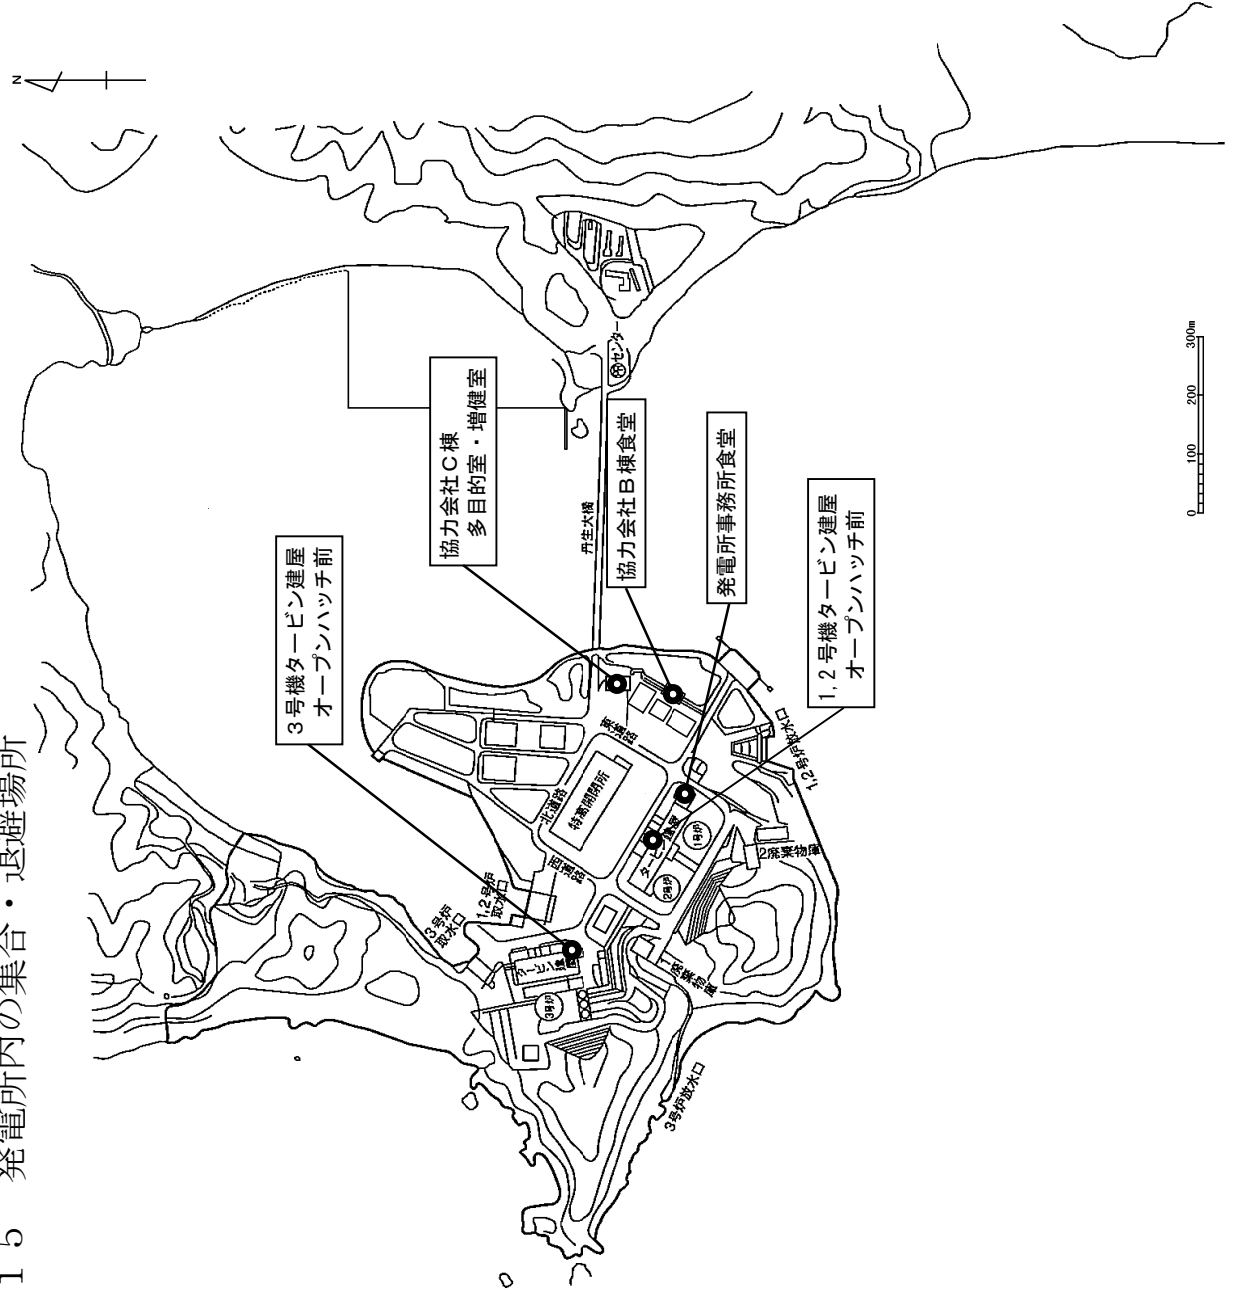 15 発電所内の集合・退避場所
N
3号機タービン建屋
オープンハッチ前
協力会社C棟
多目的室・増健室
協力会社B棟食堂
発電所事務所食堂
1,2号機タービン建屋
オープンハッチ前
丹生大橋
センター
東道路
北道路
西道路
特高開閉所
1,2号炉
取水口
3号炉
取水口
タービン建屋
1号炉
2号炉
タービン建
3号炉
1,2号炉放水口
2廃棄物庫
1廃棄物庫
3号炉放水口
0 100 200 300m